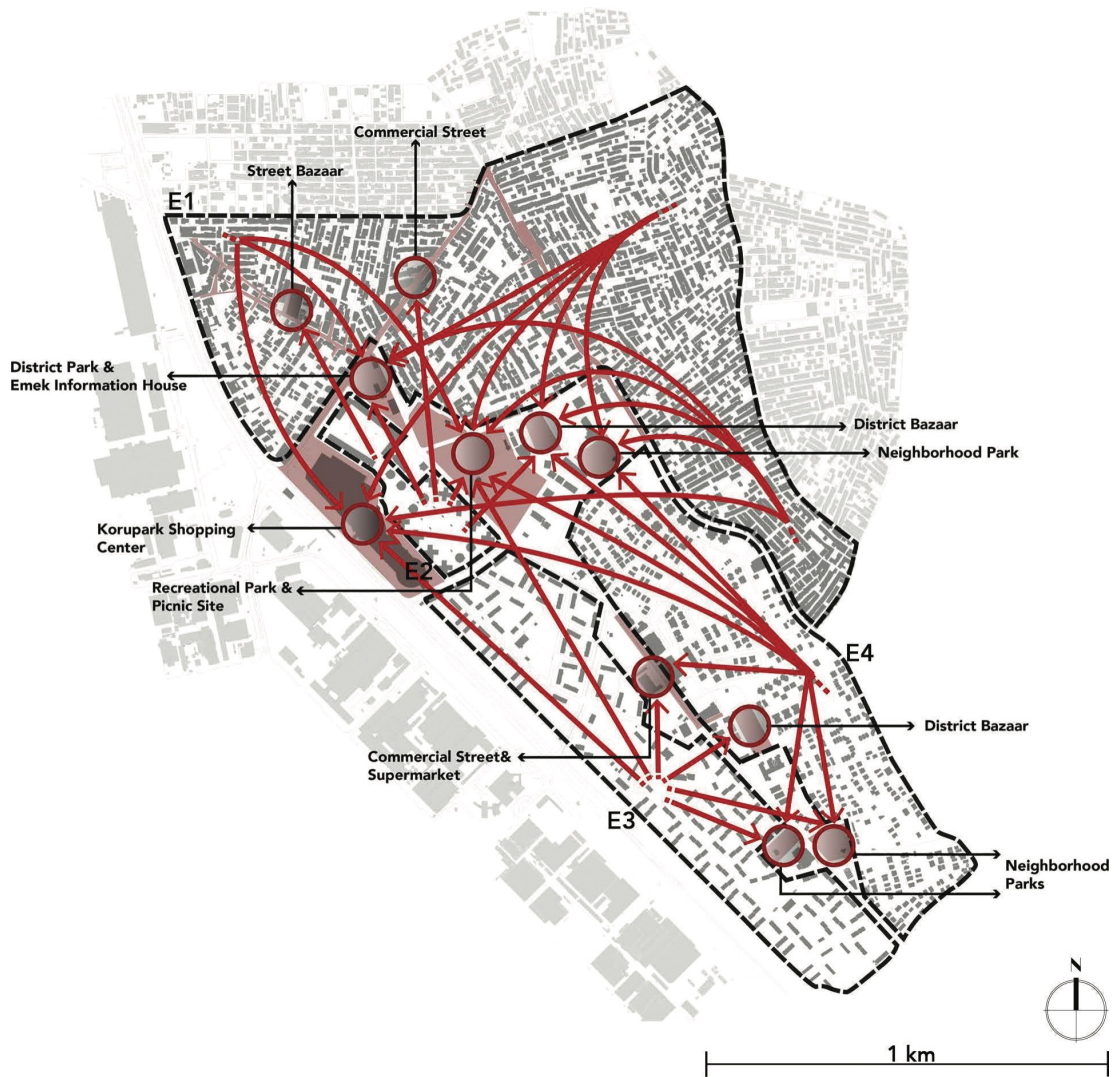 Commercial Street
Street Bazaar
E1
District Park &
Emek Information House
District Bazaar
Neighborhood Park
Korupark Shopping
Center
E2
Recreational Park &
Picnic Site
E4
District Bazaar
Commercial Street&
Supermarket
E3
Neighborhood
Parks
N
1 km